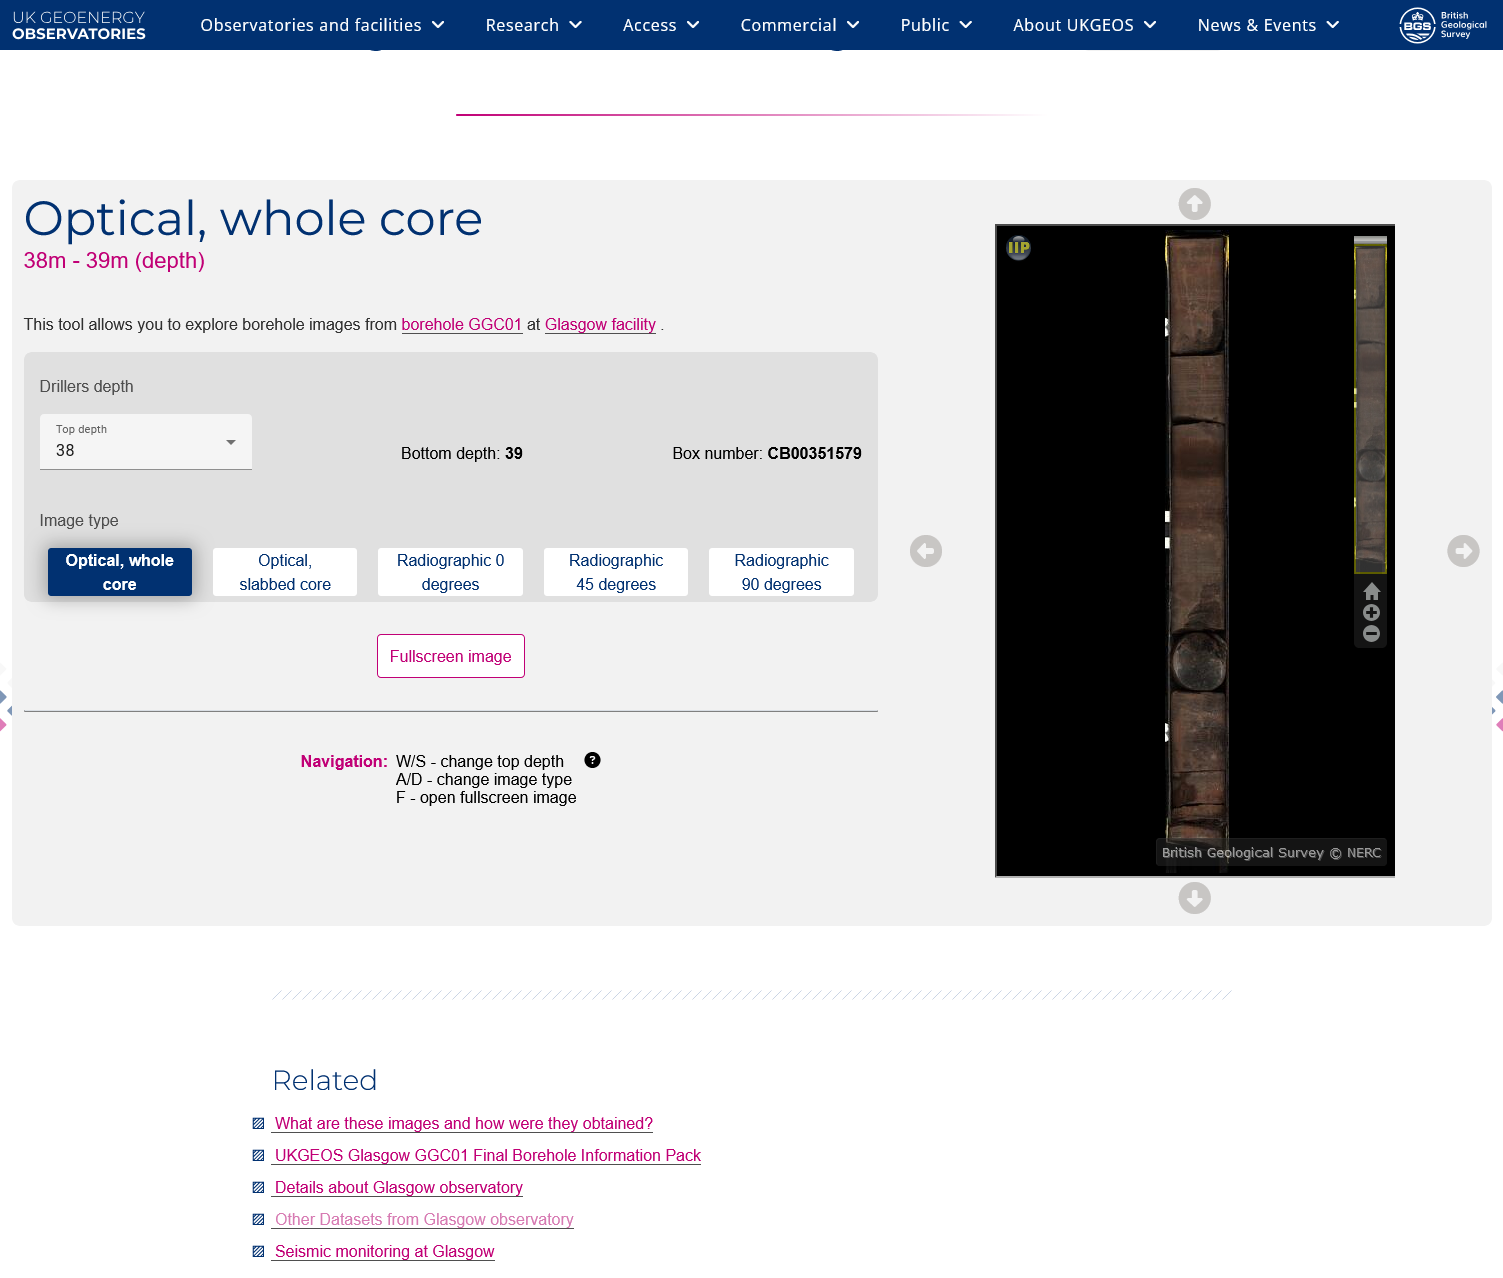 UK GEOENERGY
OBSERVATORIES
Observatories and facilities
Research
Access
Commercial
Public
About UKGEOS
News & Events
BGS
British
Geological
Survey
Optical, whole core
38m - 39m (depth)
This tool allows you to explore borehole images from borehole GGC01 at Glasgow facility .
Drillers depth
Top depth
38
Bottom depth: 39
Box number: CB00351579
Image type
Optical, whole
core
Optical,
slabbed core
Radiographic 0
degrees
Radiographic
45 degrees
Radiographic
90 degrees
Fullscreen image
Navigation: W/S - change top depth ?
A/D - change image type
F - open fullscreen image
IIP
British Geological Survey © NERC
Related
What are these images and how were they obtained?
UKGEOS Glasgow GGC01 Final Borehole Information Pack
Details about Glasgow observatory
Other Datasets from Glasgow observatory
Seismic monitoring at Glasgow